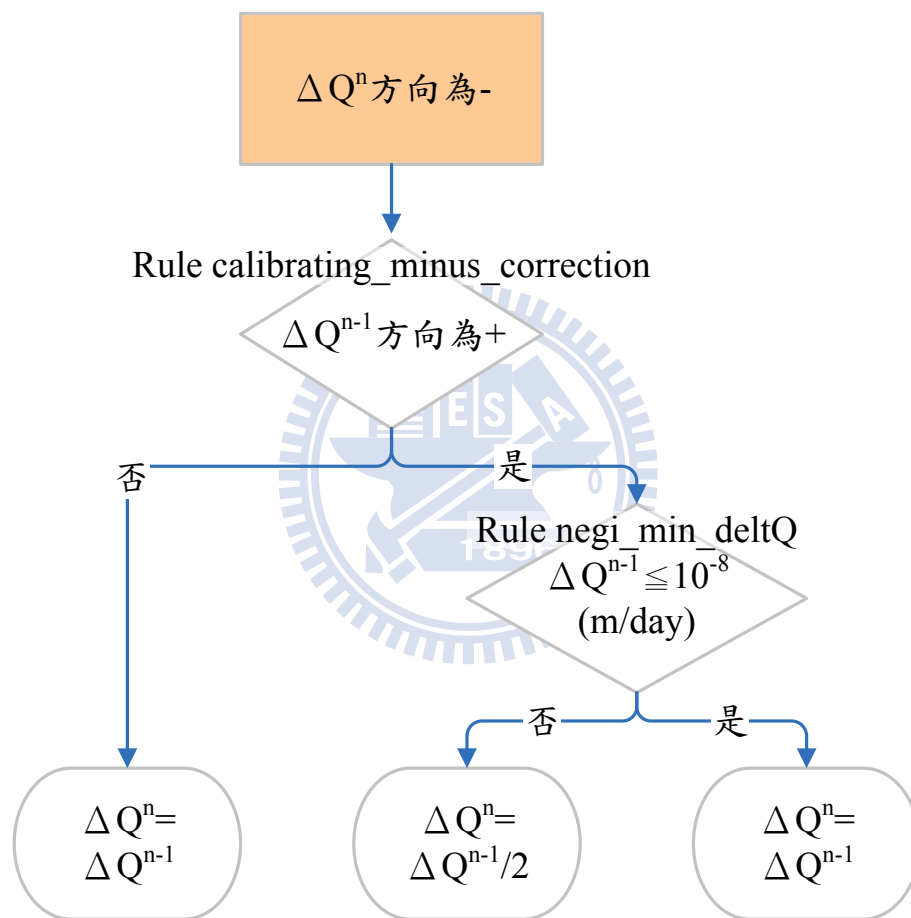 ΔQⁿ方向為-
Rule calibrating_minus_correction
ΔQⁿ⁻¹方向為+
E S A
否
是
1896
Rule negi_min_deltQ
ΔQⁿ⁻¹≦10⁻⁸
(m/day)
否
是
ΔQⁿ=
ΔQⁿ⁻¹
ΔQⁿ=
ΔQⁿ⁻¹/2
ΔQⁿ=
ΔQⁿ⁻¹